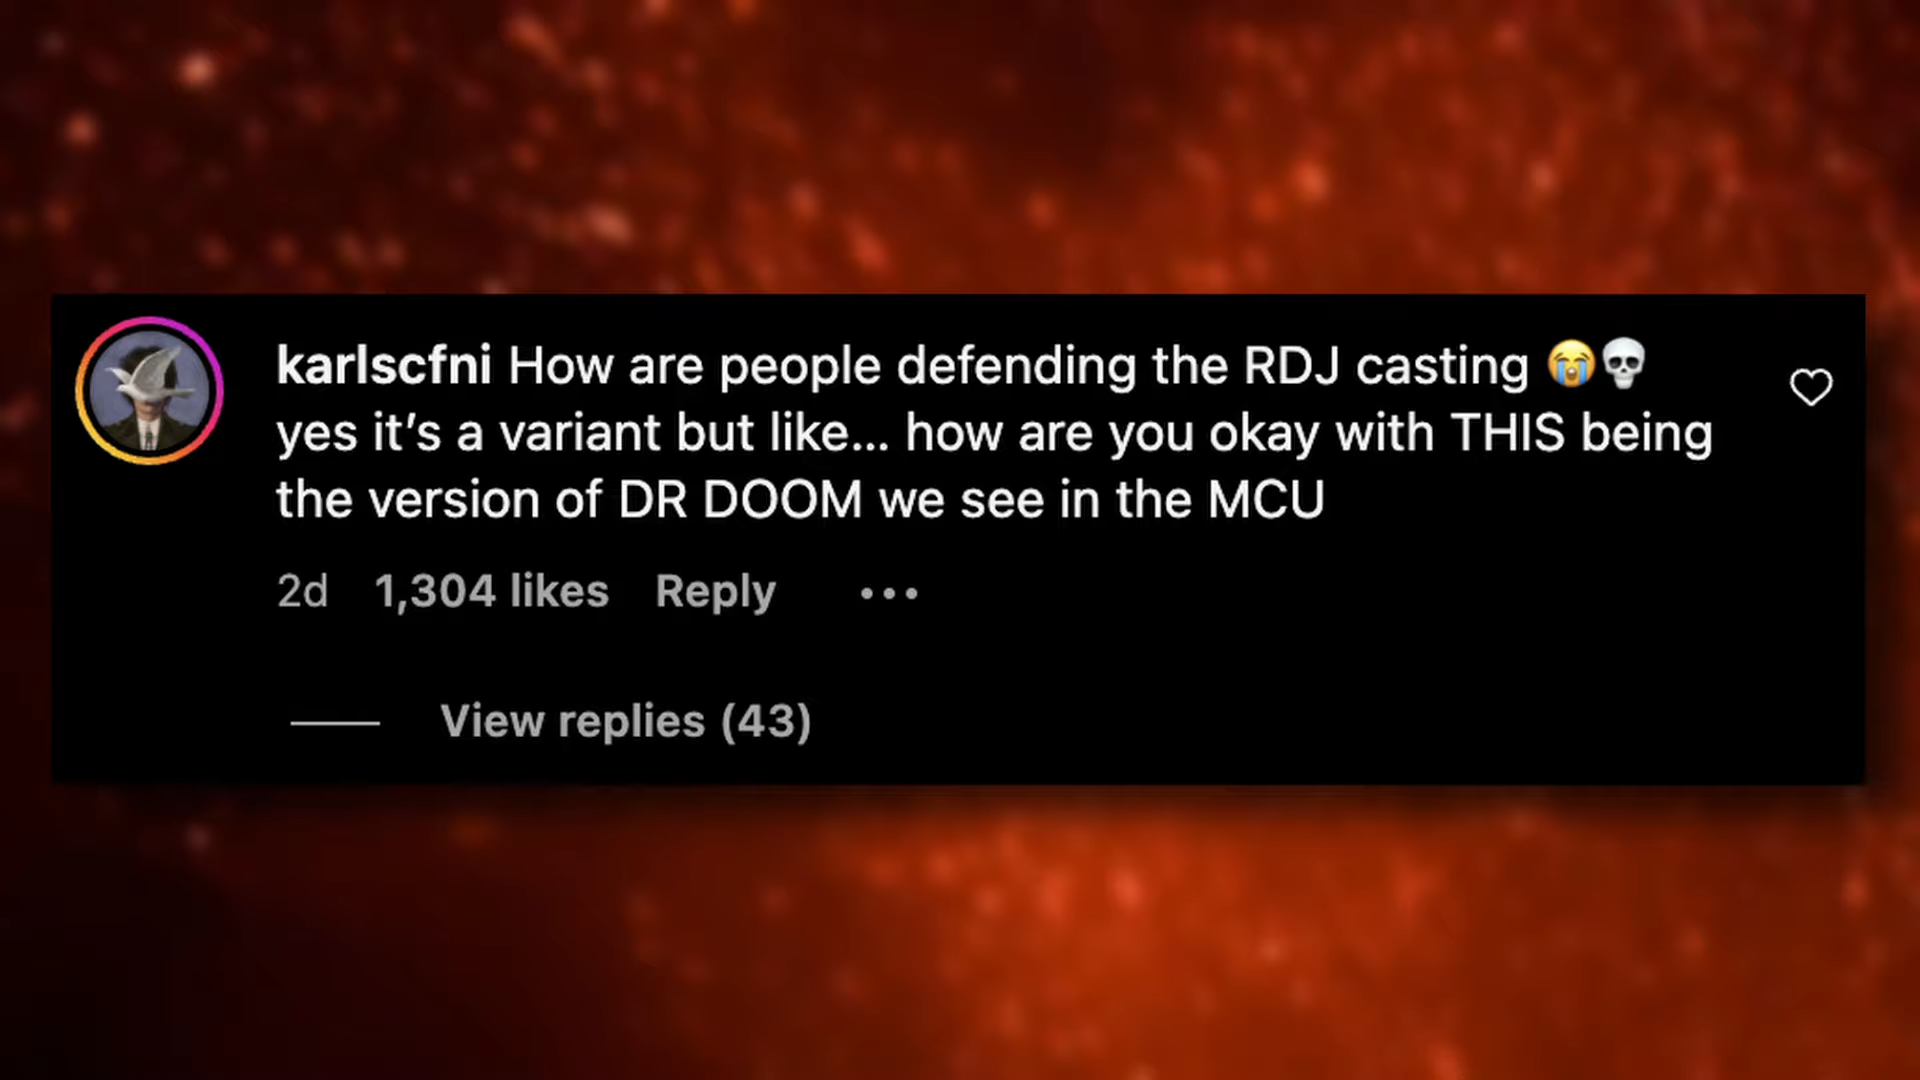 karlscfni How are people defending the RDJ casting 😭💀
yes it’s a variant but like... how are you okay with THIS being
the version of DR DOOM we see in the MCU
2d 1,304 likes Reply •••
View replies (43)